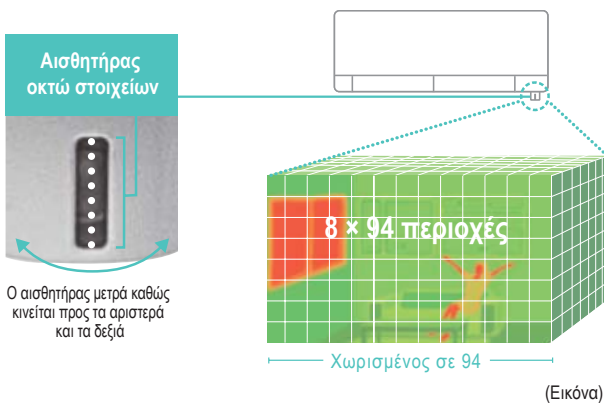 Αισθητήρας
οκτώ στοιχείων
8 × 94 περιοχές
Ο αισθητήρας μετρά καθώς
κινείται προς τα αριστερά
και τα δεξιά
Χωρισμένος σε 94
(Εικόνα)